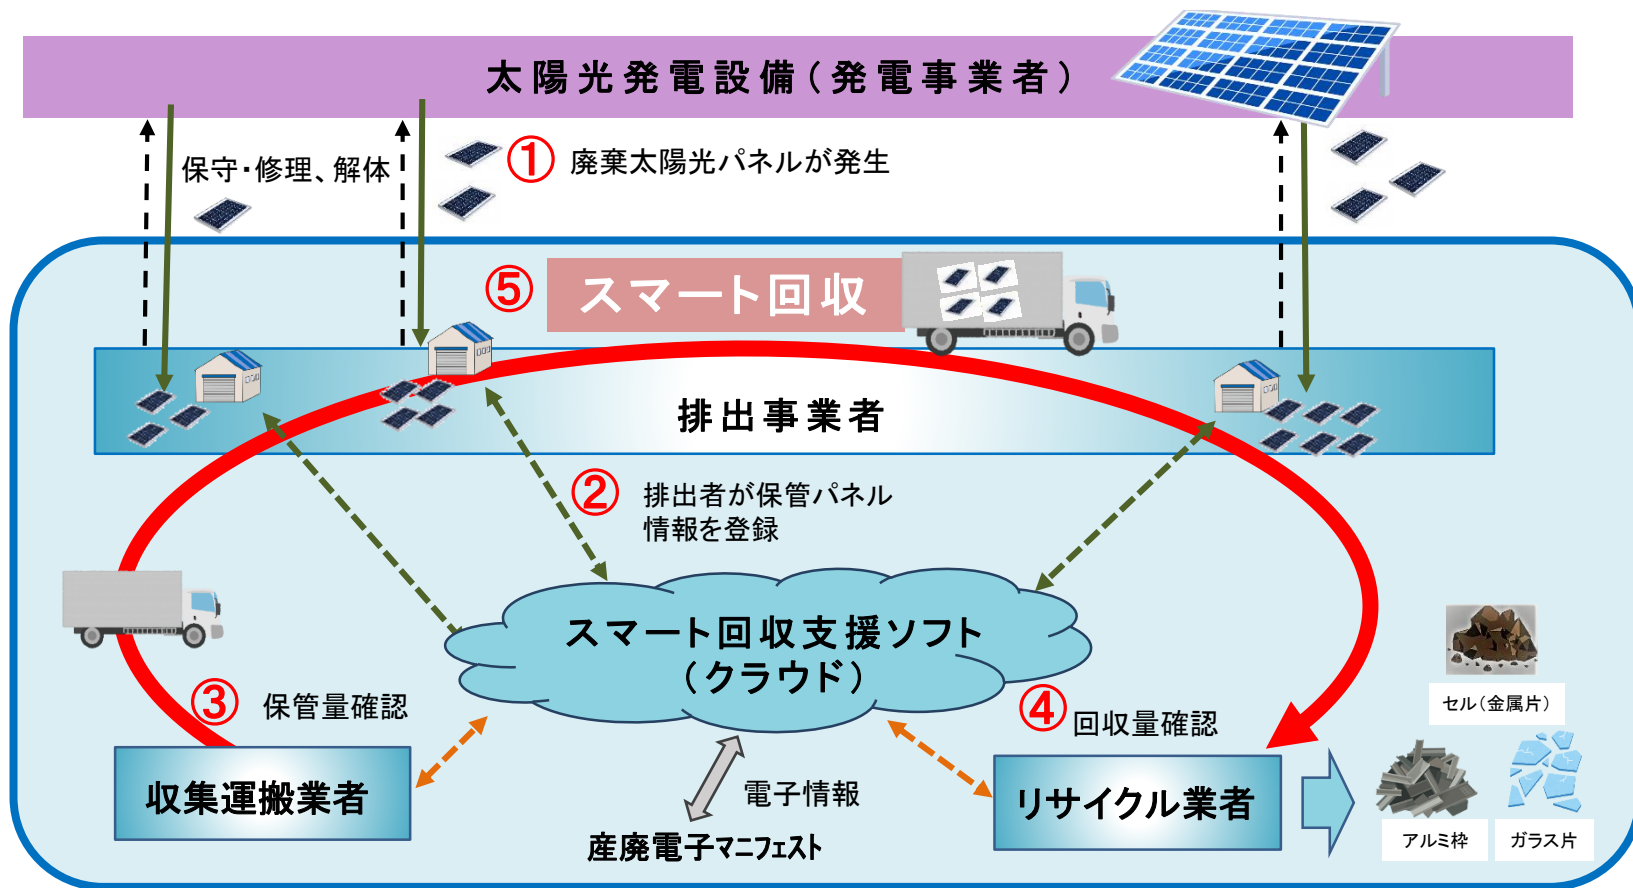 太陽光発電設備（発電事業者）
保守・修理、解体
① 廃棄太陽光パネルが発生
⑤ スマート回収
排出事業者
② 排出者が保管パネル
情報を登録
スマート回収支援ソフト
（クラウド）
③ 保管量確認
④ 回収量確認
セル（金属片）
収集運搬業者
電子情報
産廃電子マニフェスト
リサイクル業者
アルミ枠
ガラス片